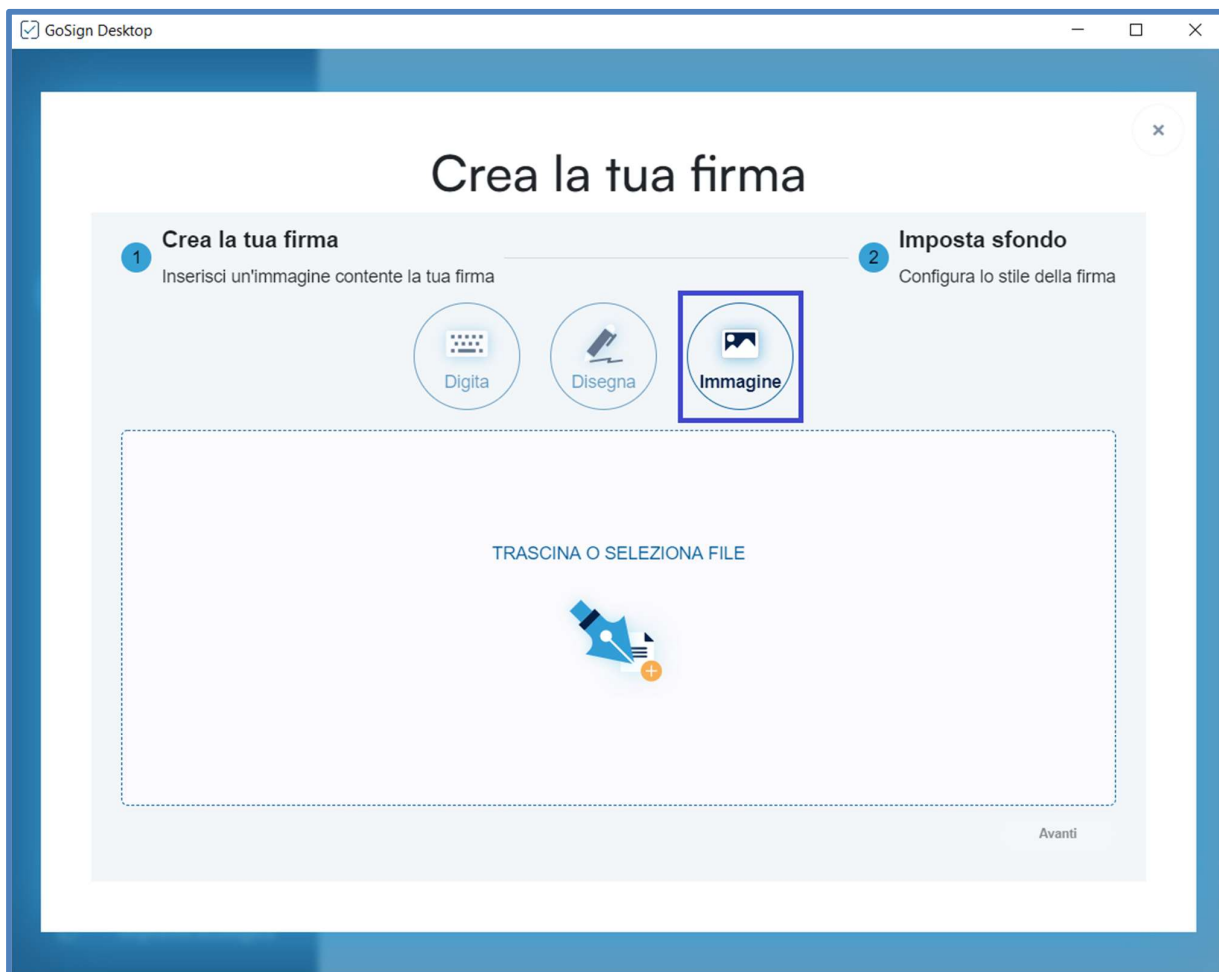 GoSign Desktop
Crea la tua firma
1
Crea la tua firma
Inserisci un'immagine contente la tua firma
2
Imposta sfondo
Configura lo stile della firma
Digita
Disegna
Immagine
TRASCINA O SELEZIONA FILE
Avanti